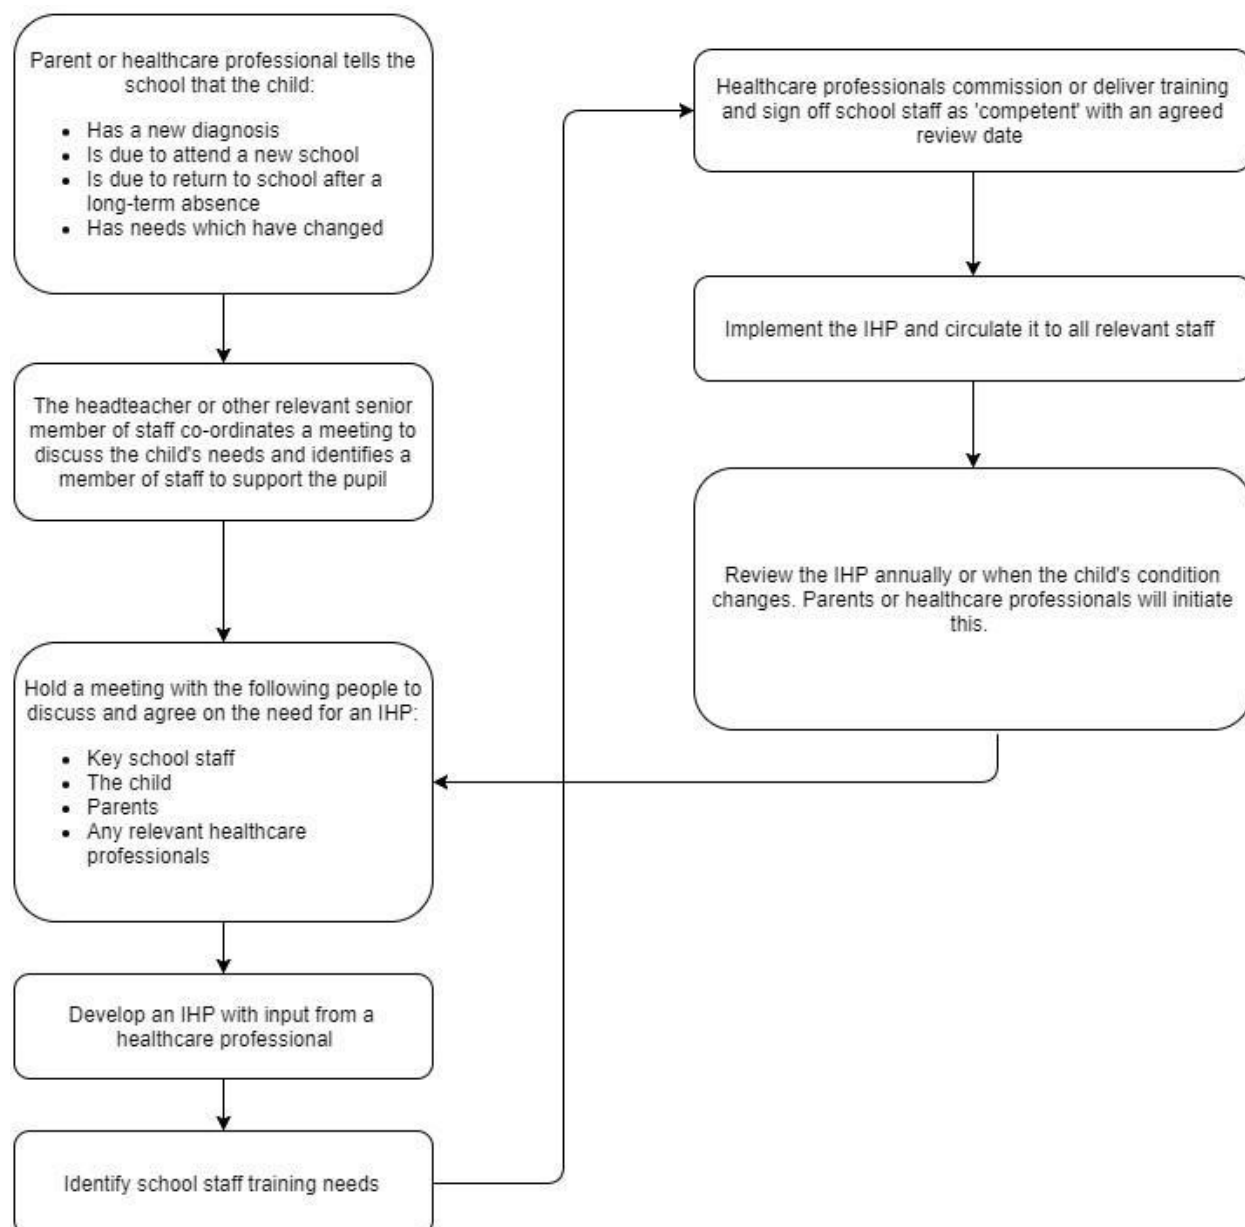 Parent or healthcare professional tells the
school that the child:
• Has a new diagnosis
• Is due to attend a new school
• Is due to return to school after a
long-term absence
• Has needs which have changed
The headteacher or other relevant senior
member of staff co-ordinates a meeting to
discuss the child's needs and identifies a
member of staff to support the pupil
Hold a meeting with the following people to
discuss and agree on the need for an IHP:
• Key school staff
• The child
• Parents
• Any relevant healthcare
professionals
Develop an IHP with input from a
healthcare professional
Identify school staff training needs
Healthcare professionals commission or deliver training
and sign off school staff as 'competent' with an agreed
review date
Implement the IHP and circulate it to all relevant staff
Review the IHP annually or when the child's condition
changes. Parents or healthcare professionals will initiate
this.